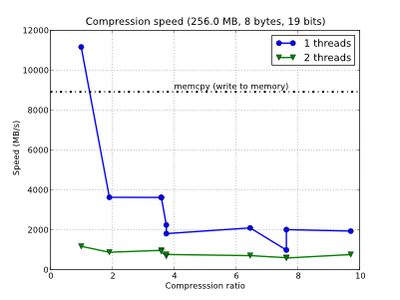 Compression speed (256.0 MB, 8 bytes, 19 bits)
12000
10000
8000
6000
4000
2000
0
Speed (MB/s)
1 threads
2 threads
memcpy (write to memory)
0
2
4
6
8
10
Compresssion ratio